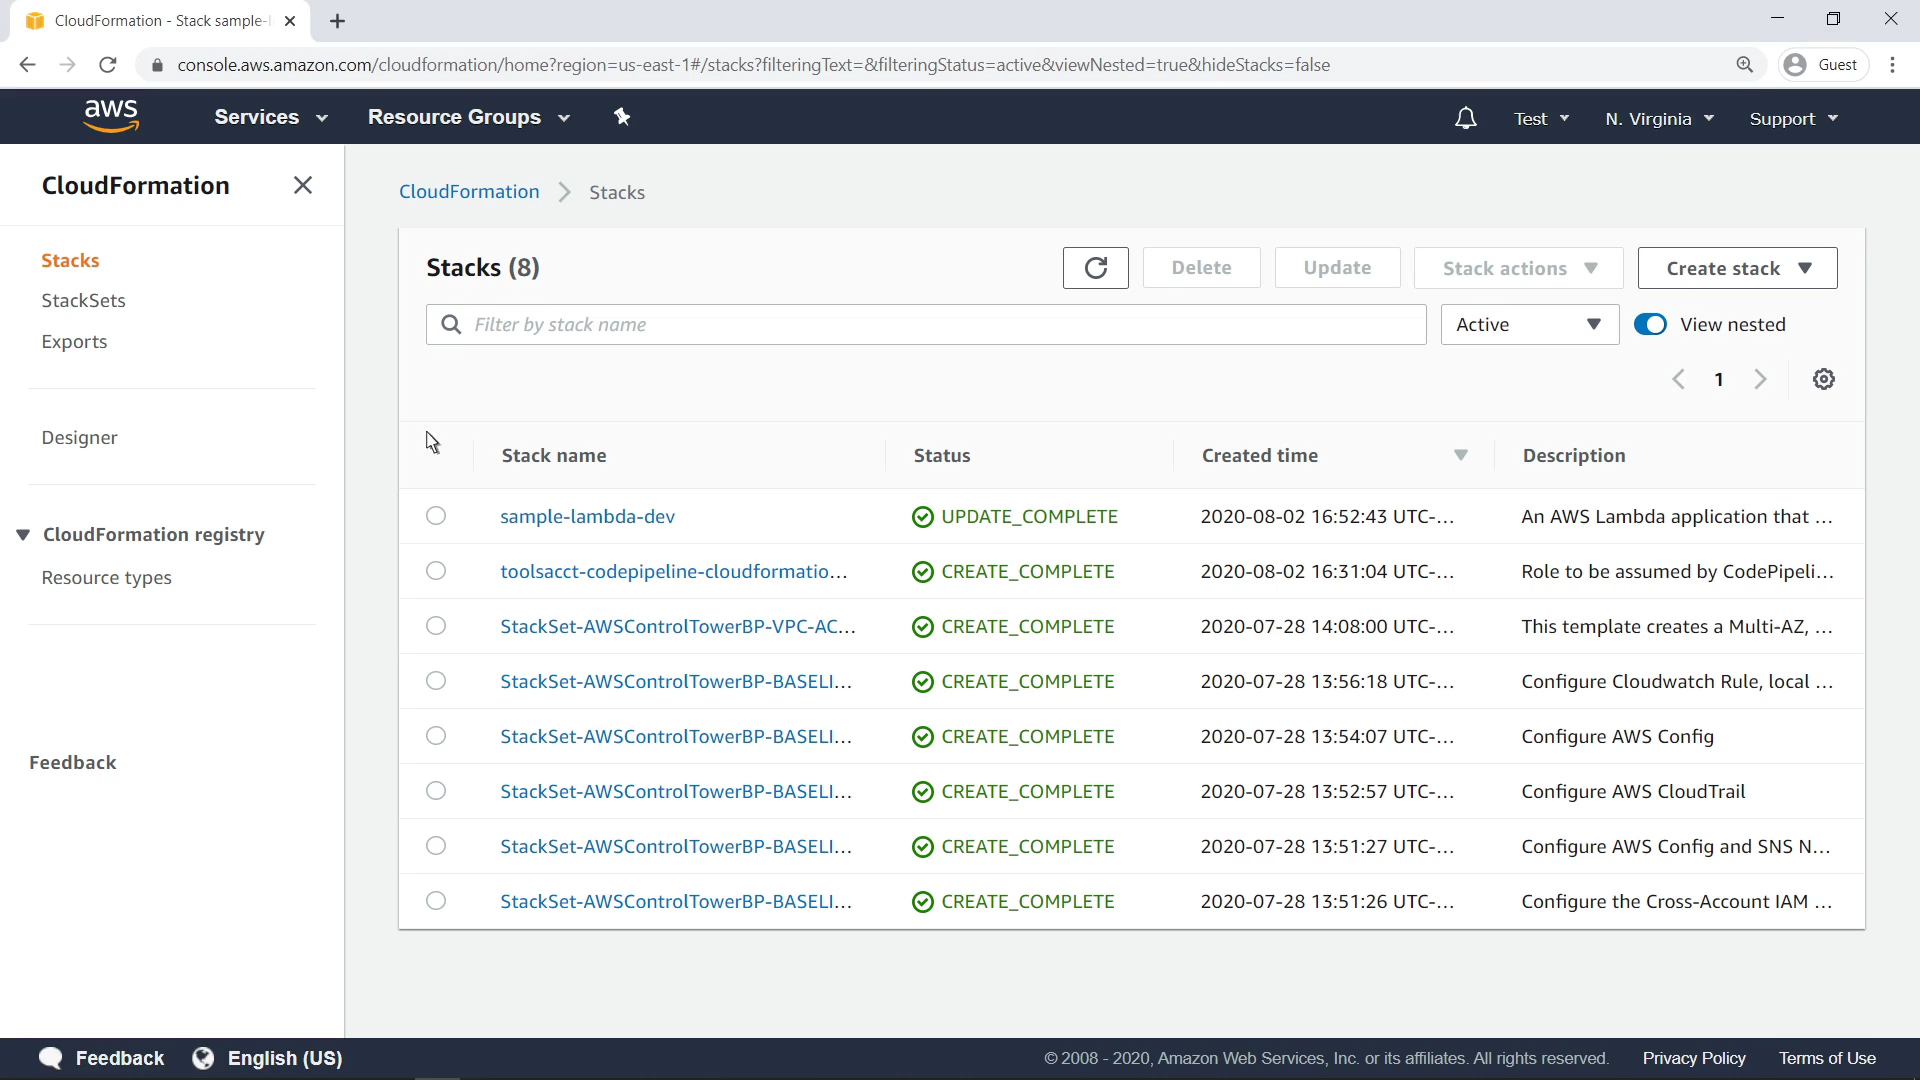 CloudFormation - Stack sample-l
console.aws.amazon.com/cloudformation/home?region=us-east-1#/stacks?filteringText=&filteringStatus=active&viewNested=true&hideStacks=false
Guest
aws
Services
Resource Groups
Test
N. Virginia
Support
CloudFormation
Stacks
StackSets
Exports
Designer
CloudFormation registry
Resource types
Feedback
CloudFormation > Stacks
Stacks (8)
Delete
Update
Stack actions
Create stack
Filter by stack name
Active
View nested
1
Stack name Status Created time Description
sample-lambda-dev UPDATE_COMPLETE 2020-08-02 16:52:43 UTC-... An AWS Lambda application that ...
toolsacct-codepipeline-cloudformatio... CREATE_COMPLETE 2020-08-02 16:31:04 UTC-... Role to be assumed by CodePipeli...
StackSet-AWSControlTowerBP-VPC-AC... CREATE_COMPLETE 2020-07-28 14:08:00 UTC-... This template creates a Multi-AZ, ...
StackSet-AWSControlTowerBP-BASELI... CREATE_COMPLETE 2020-07-28 13:56:18 UTC-... Configure Cloudwatch Rule, local ...
StackSet-AWSControlTowerBP-BASELI... CREATE_COMPLETE 2020-07-28 13:54:07 UTC-... Configure AWS Config
StackSet-AWSControlTowerBP-BASELI... CREATE_COMPLETE 2020-07-28 13:52:57 UTC-... Configure AWS CloudTrail
StackSet-AWSControlTowerBP-BASELI... CREATE_COMPLETE 2020-07-28 13:51:27 UTC-... Configure AWS Config and SNS N...
StackSet-AWSControlTowerBP-BASELI... CREATE_COMPLETE 2020-07-28 13:51:26 UTC-... Configure the Cross-Account IAM ...
Feedback
English (US)
© 2008 - 2020, Amazon Web Services, Inc. or its affiliates. All rights reserved.
Privacy Policy
Terms of Use